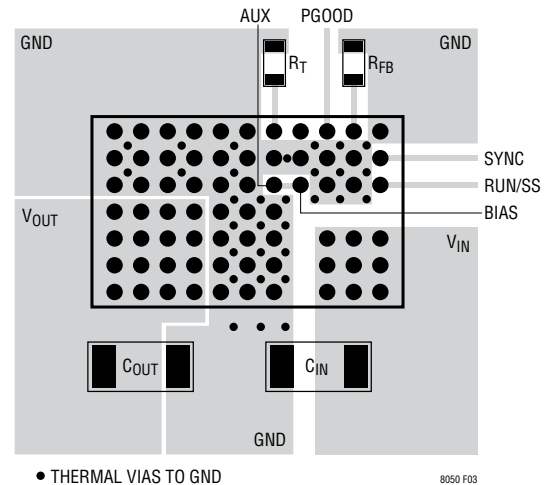 AUX PGOOD
GND GND
RT RFB
SYNC
RUN/SS
BIAS
VOUT VIN
COUT CIN
GND
● THERMAL VIAS TO GND
8050 F03